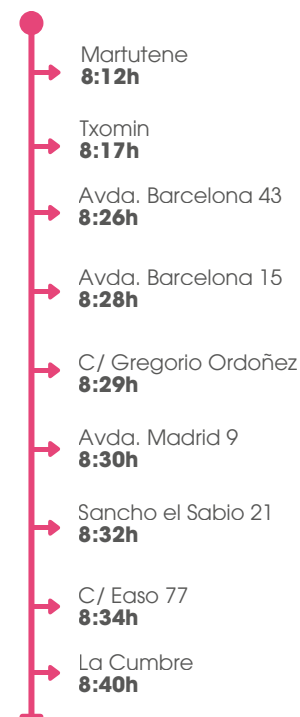 Martutene
8:12h
Txomin
8:17h
Avda. Barcelona 43
8:26h
Avda. Barcelona 15
8:28h
C/ Gregorio Ordoñez
8:29h
Avda. Madrid 9
8:30h
Sancho el Sabio 21
8:32h
C/ Easo 77
8:34h
La Cumbre
8:40h